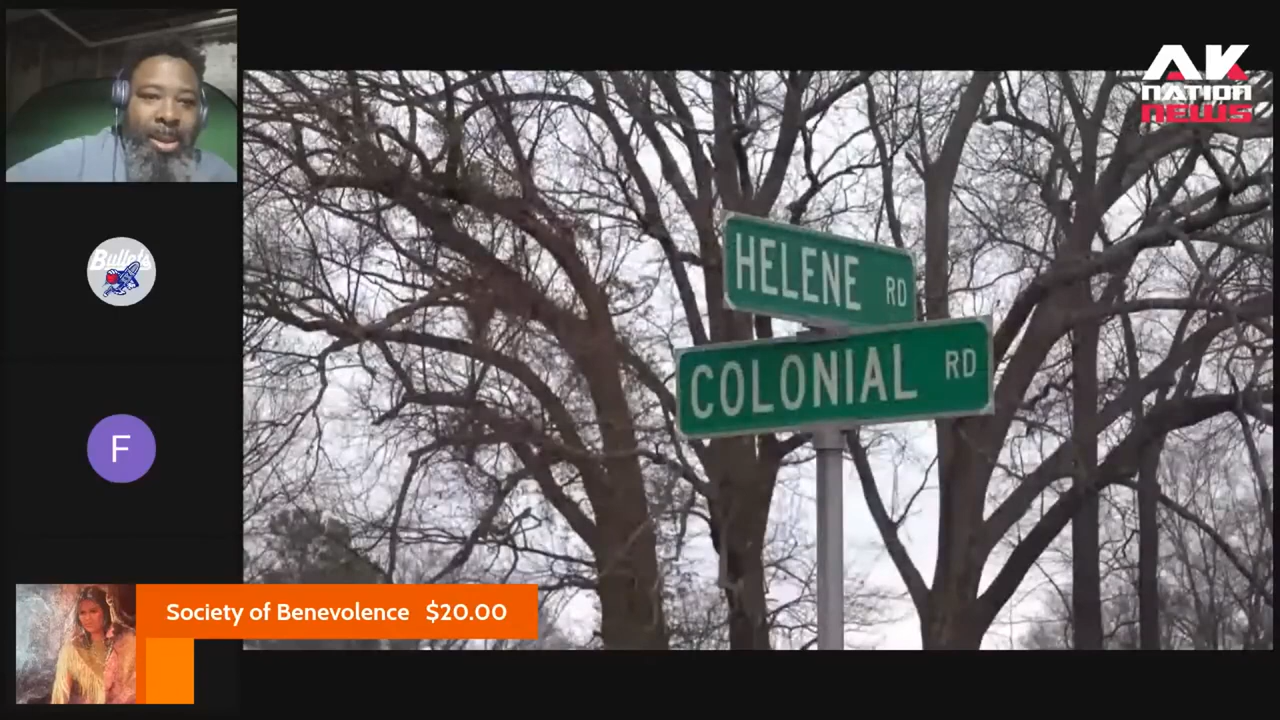 AK
NATION
NEWS
Bullets
HELENE RD
COLONIAL RD
F
Society of Benevolence $20.00